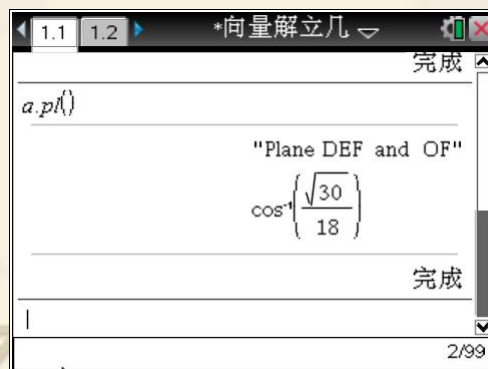 1.1 1.2 *向量解立几
完成
a.pl()
"Plane DEF and OF"
cos⁻¹(√30/18)
完成
2/99